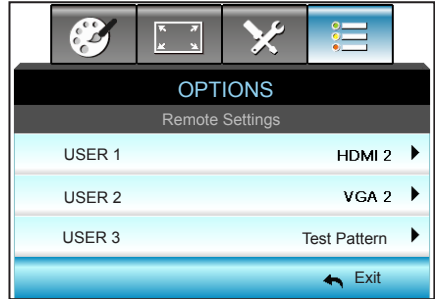 OPTIONS
Remote Settings
USER 1 HDMI 2
USER 2 VGA 2
USER 3 Test Pattern
Exit